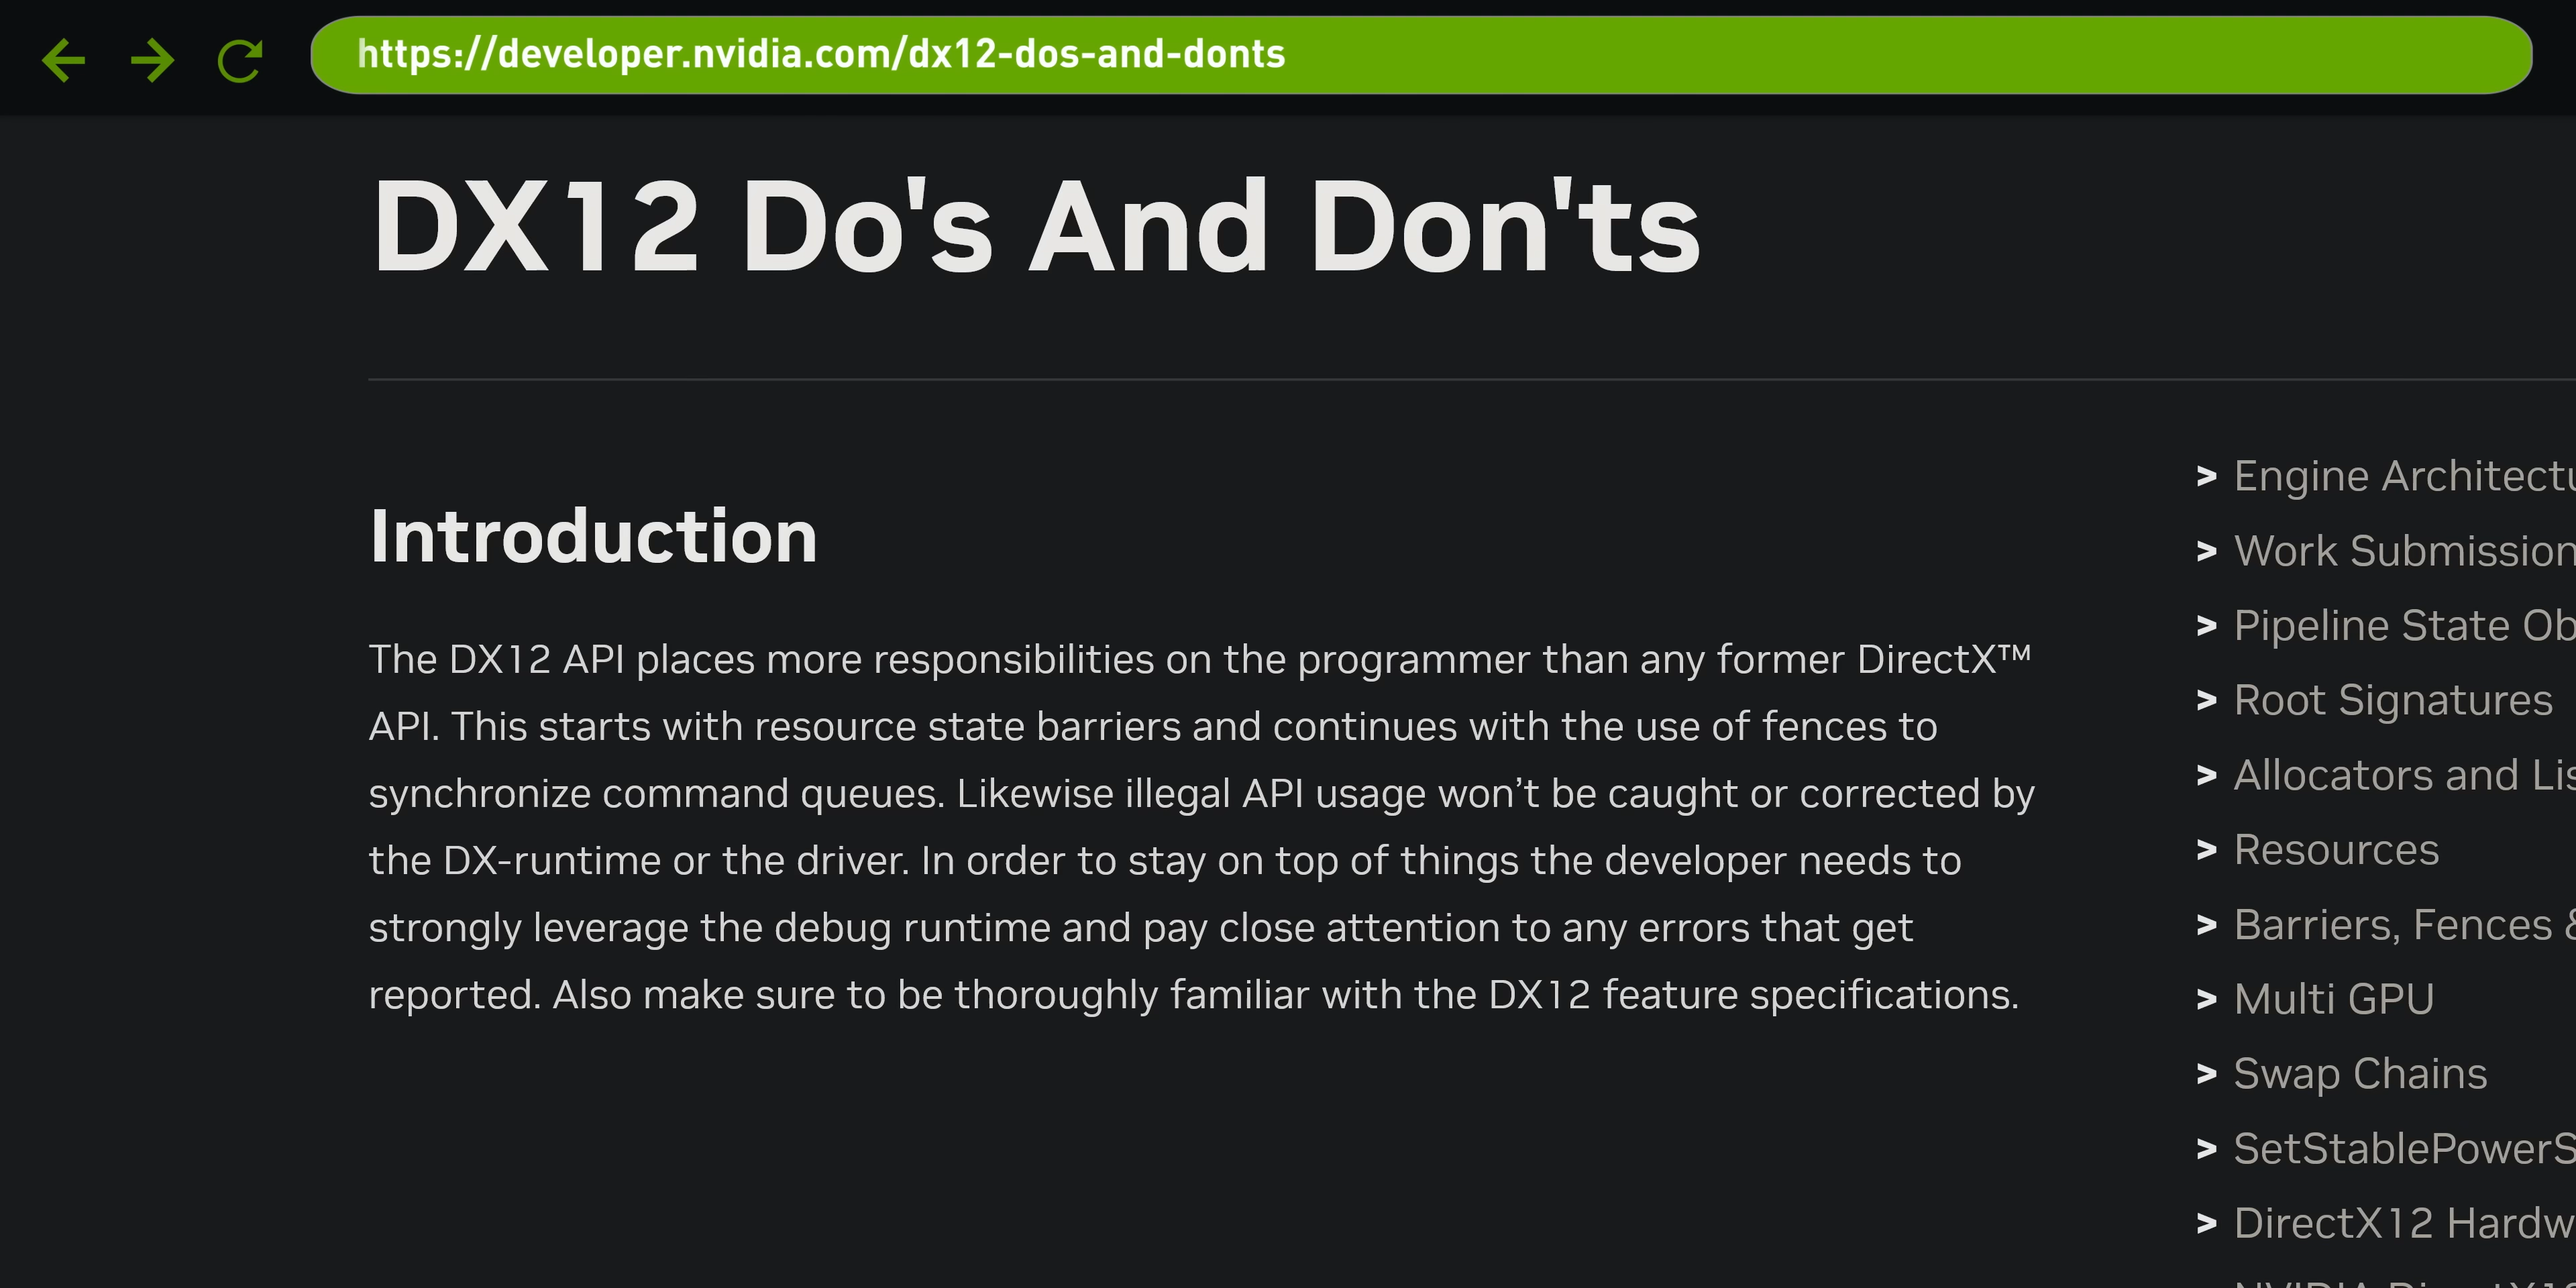 https://developer.nvidia.com/dx12-dos-and-donts
DX12 Do's And Don'ts
Introduction
The DX12 API places more responsibilities on the programmer than any former DirectX™
API. This starts with resource state barriers and continues with the use of fences to
synchronize command queues. Likewise illegal API usage won’t be caught or corrected by
the DX-runtime or the driver. In order to stay on top of things the developer needs to
strongly leverage the debug runtime and pay close attention to any errors that get
reported. Also make sure to be thoroughly familiar with the DX12 feature specifications.
> Engine
> Work Submission
> Pipeline State
> Root Signatures
> Allocators and
> Resources
> Barriers, Fences &
> Multi GPU
> Swap Chains
>
> DirectX12